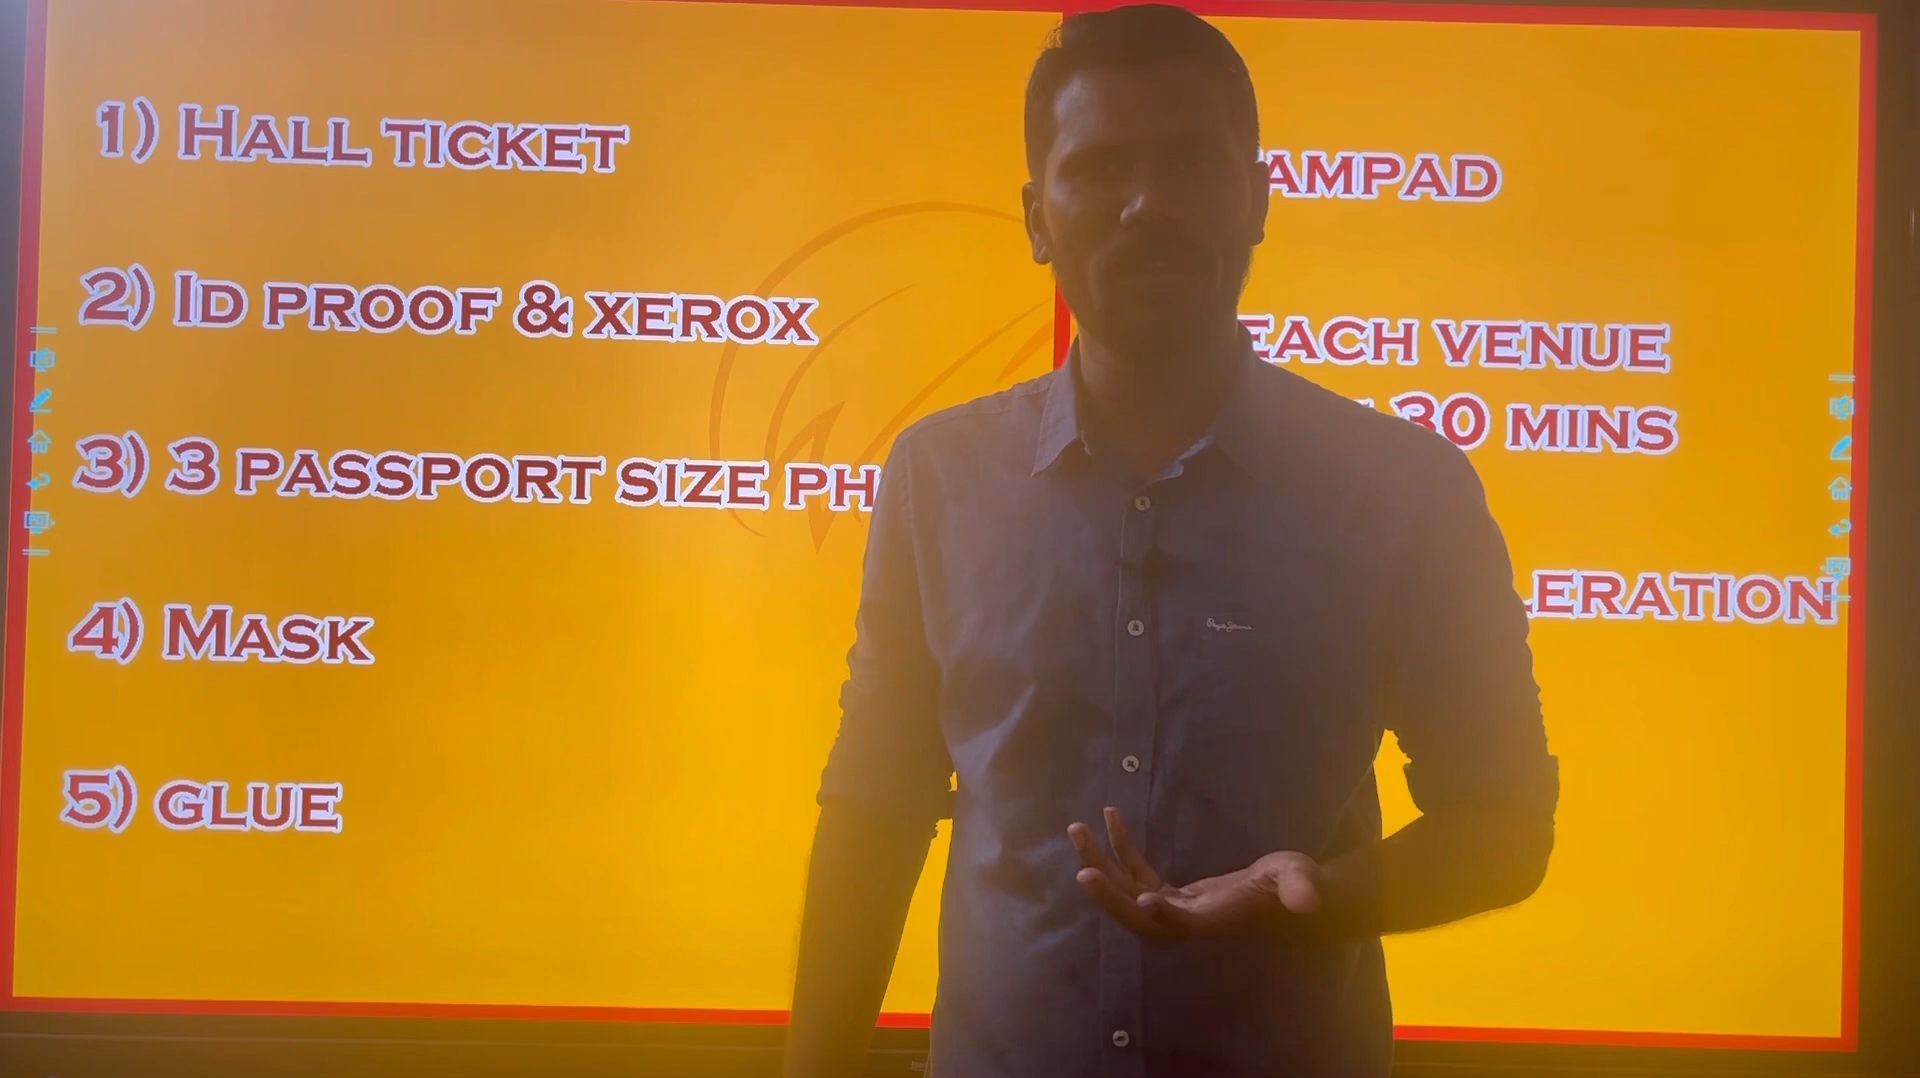 1) HALL TICKET
2) ID PROOF & XEROX
3) 3 PASSPORT SIZE PH
4) MASK
5) GLUE
AMPAD
EACH VENUE
30 MINS
LERATION